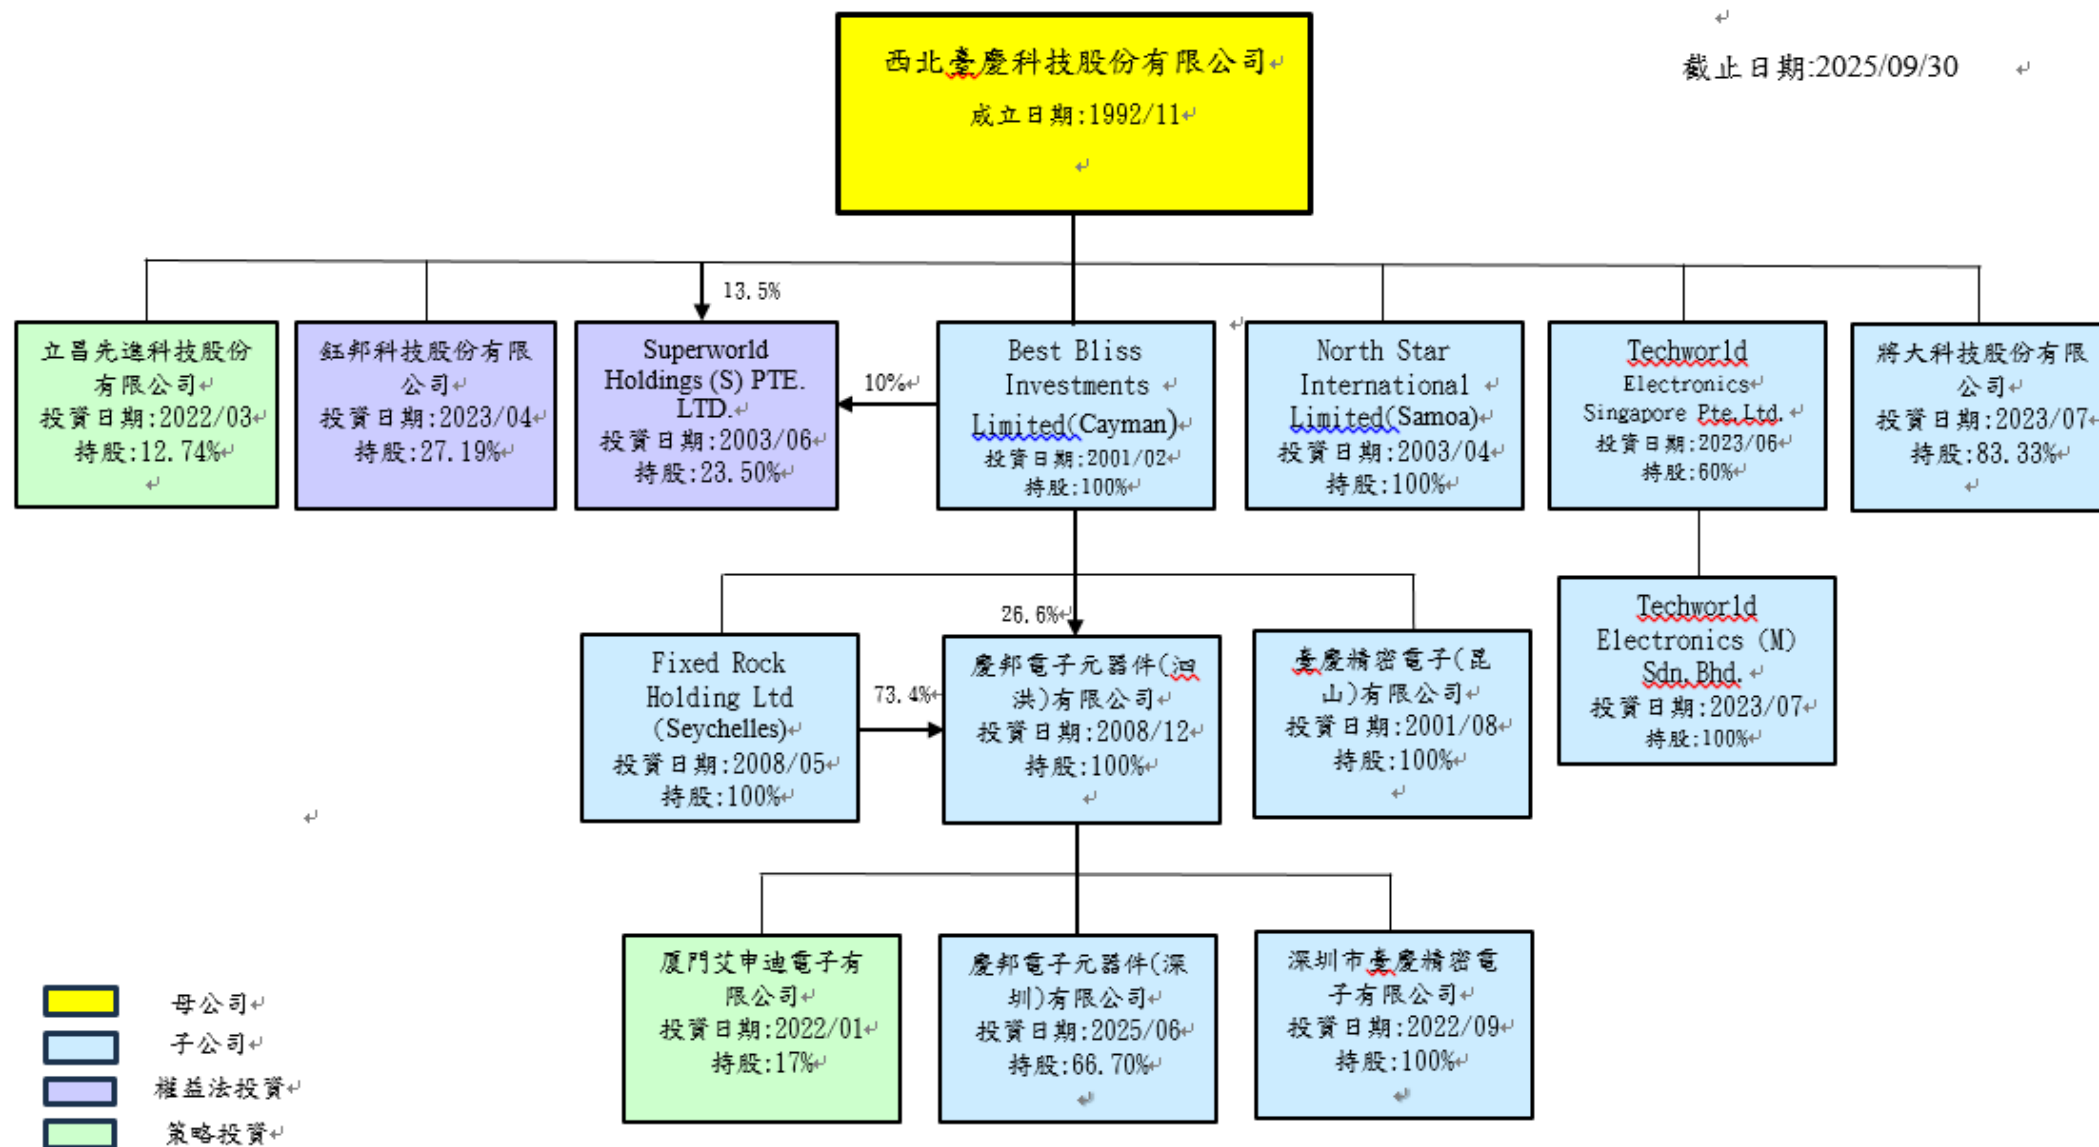 西北臺慶科技股份有限公司
成立日期:1992/11
截止日期:2025/09/30
13.5%
立昌先進科技股份
有限公司
投資日期:2022/03
持股:12.74%
鈺邦科技股份有限
公司
投資日期:2023/04
持股:27.19%
Superworld
Holdings (S) PTE.
LTD.
投資日期:2003/06
持股:23.50%
10%
Best Bliss
Investments
Limited(Cayman)
投資日期:2001/02
持股:100%
North Star
International
Limited(Samoa)
投資日期:2003/04
持股:100%
Techworld
Electronics
Singapore Pte.Ltd.
投資日期:2023/06
持股:60%
將大科技股份有限
公司
投資日期:2023/07
持股:83.33%
26.6%
Fixed Rock
Holding Ltd
(Seychelles)
投資日期:2008/05
持股:100%
73.4%
慶邦電子元器件(泗
洪)有限公司
投資日期:2008/12
持股:100%
臺慶精密電子(昆
山)有限公司
投資日期:2001/08
持股:100%
Techworld
Electronics (M)
Sdn.Bhd.
投資日期:2023/07
持股:100%
厦門艾申迪電子有
限公司
投資日期:2022/01
持股:17%
慶邦電子元器件(深
圳)有限公司
投資日期:2025/06
持股:66.70%
深圳市臺慶精密電
子有限公司
投資日期:2022/09
持股:100%
母公司
子公司
權益法投資
策略投資